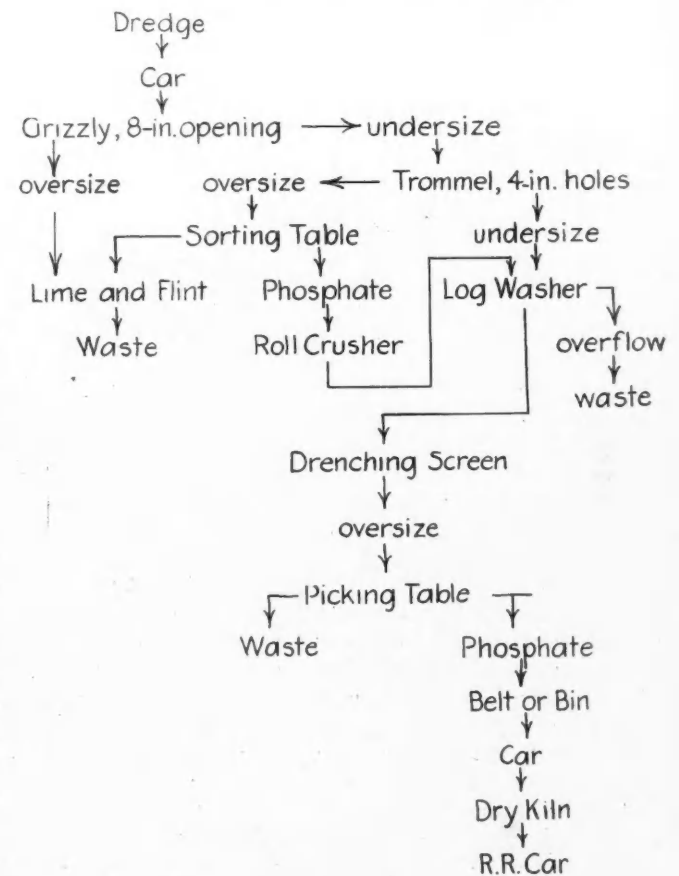 Dredge
Car
Grizzly, 8-in. opening
undersize
oversize
oversize
Trommel, 4-in. holes
Sorting Table
undersize
Lime and Flint
Phosphate
Log Washer
Waste
Roll Crusher
overflow
waste
Drenching Screen
oversize
Picking Table
Waste
Phosphate
Belt or Bin
Car
Dry Kiln
R.R. Car